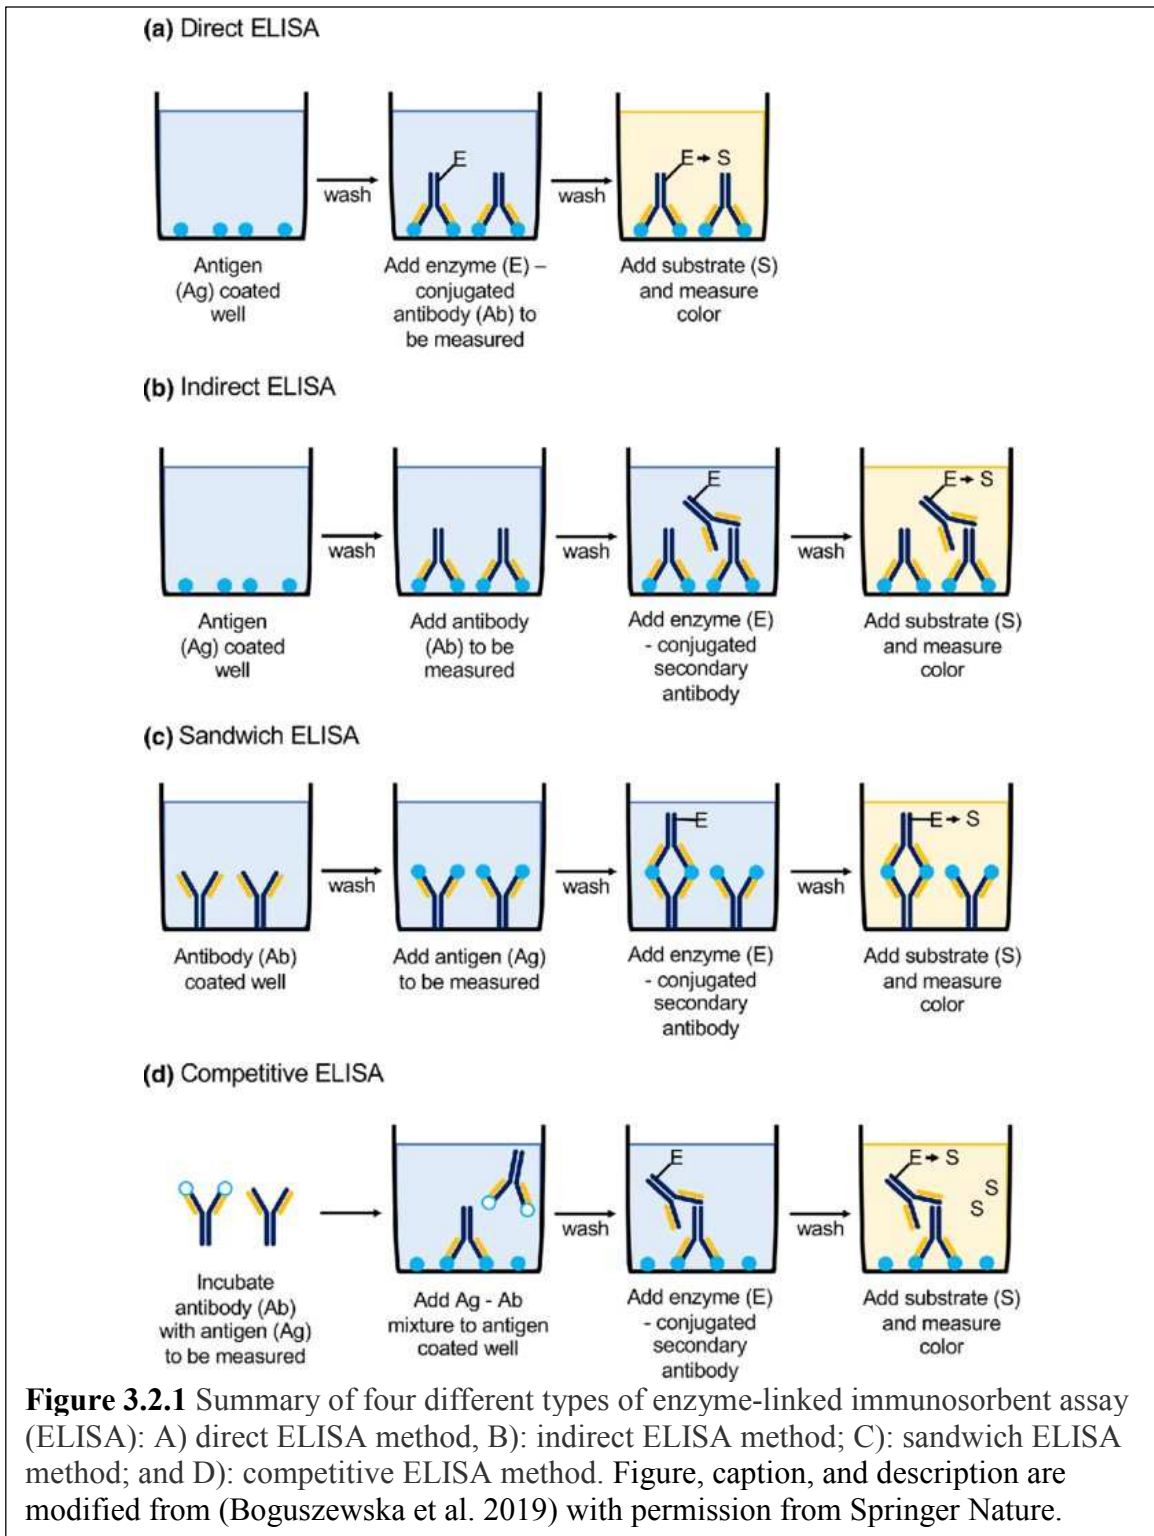 (a) Direct ELISA
E
E → S
wash
wash
Antigen
(Ag) coated
well
Add enzyme (E) –
conjugated
antibody (Ab) to
be measured
Add substrate (S)
and measure
color
(b) Indirect ELISA
E
E → S
wash
wash
wash
Antigen
(Ag) coated
well
Add antibody
(Ab) to be
measured
Add enzyme (E)
- conjugated
secondary
antibody
Add substrate (S)
and measure
color
(c) Sandwich ELISA
E
E → S
wash
wash
wash
Antibody (Ab)
coated well
Add antigen (Ag)
to be measured
Add enzyme (E)
- conjugated
secondary
antibody
Add substrate (S)
and measure
color
(d) Competitive ELISA
E
E → S
S
S
wash
wash
Incubate
antibody (Ab)
with antigen (Ag)
to be measured
Add Ag - Ab
mixture to antigen
coated well
Add enzyme (E)
- conjugated
secondary
antibody
Add substrate (S)
and measure
color
Figure 3.2.1 Summary of four different types of enzyme-linked immunosorbent assay
(ELISA): A) direct ELISA method, B): indirect ELISA method; C): sandwich ELISA
method; and D): competitive ELISA method. Figure, caption, and description are
modified from (Boguszewska et al. 2019) with permission from Springer Nature.